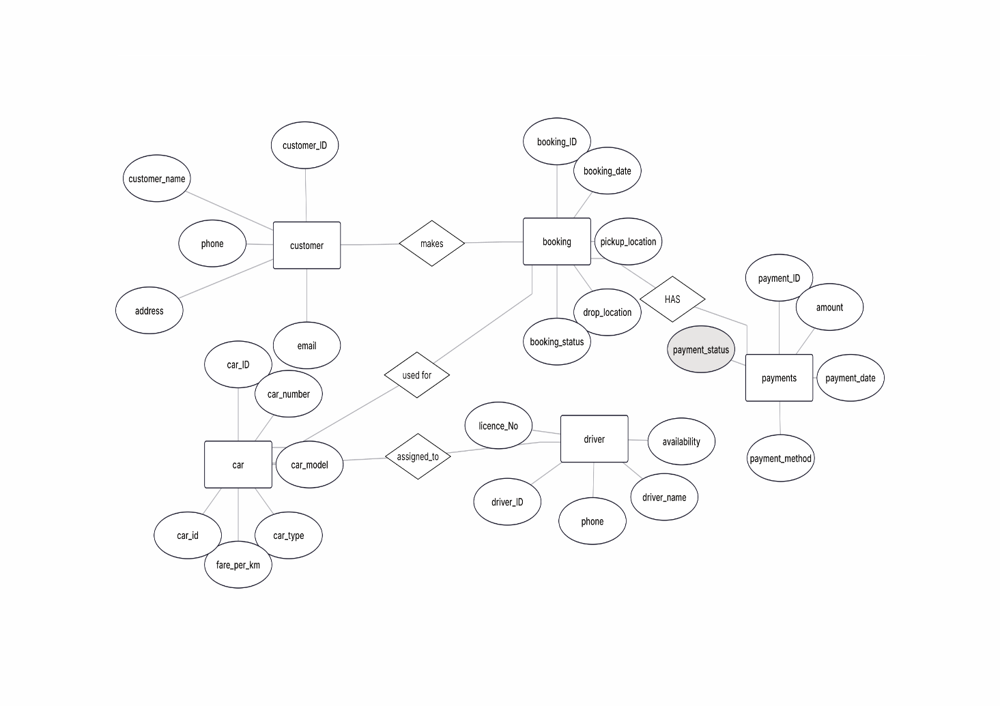 customer_ID
customer_name
phone
customer
address
email
makes
booking_ID
booking_date
booking
pickup_location
drop_location
booking_status
HAS
payment_ID
amount
payment_status
payments
payment_date
payment_method
used for
car_ID
car_number
car
car_model
car_id
car_type
fare_per_km
assigned_to
licence_No
driver
availability
driver_ID
driver_name
phone